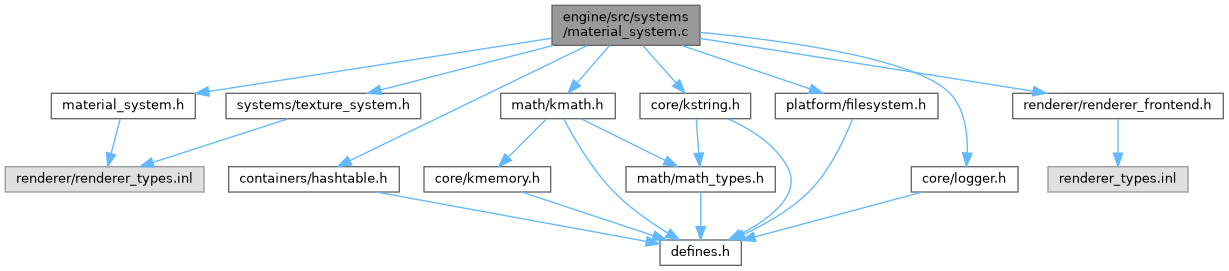 engine/src/systems
/material_system.c
material_system.h
systems/texture_system.h
math/kmath.h
core/kstring.h
platform/filesystem.h
renderer/renderer_frontend.h
renderer/renderer_types.inl
containers/hashtable.h
core/kmemory.h
math/math_types.h
core/logger.h
renderer_types.inl
defines.h